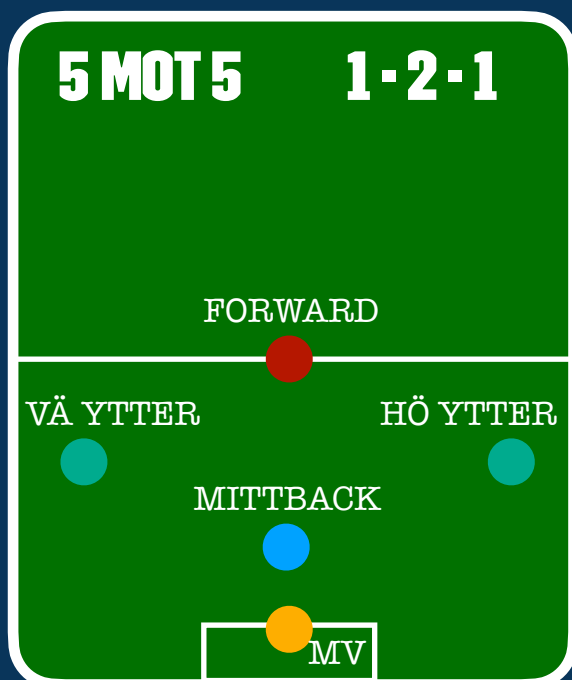 5 MOT 5 1-2-1
FORWARD
VÄ YTTER HÖ YTTER
MITTBACK
MV